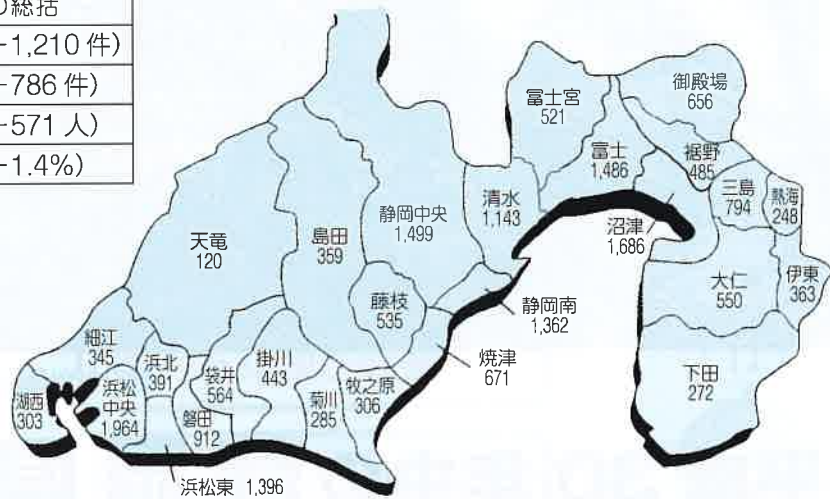 の総括
-1,210 件)
-786 件)
-571 人)
-1.4%)
御殿場
656
富士宮
521
富士
1,486
裾野
485
三島
794
熱海
248
清水
1,143
静岡中央
1,499
沼津
1,686
天竜
120
島田
359
大仁
550
伊東
363
藤枝
535
静岡南
1,362
細江
345
浜北
391
袋井
564
掛川
443
焼津
671
下田
272
湖西
303
浜松
中央
1,964
磐田
912
菊川
285
牧之原
306
浜松東 1,396